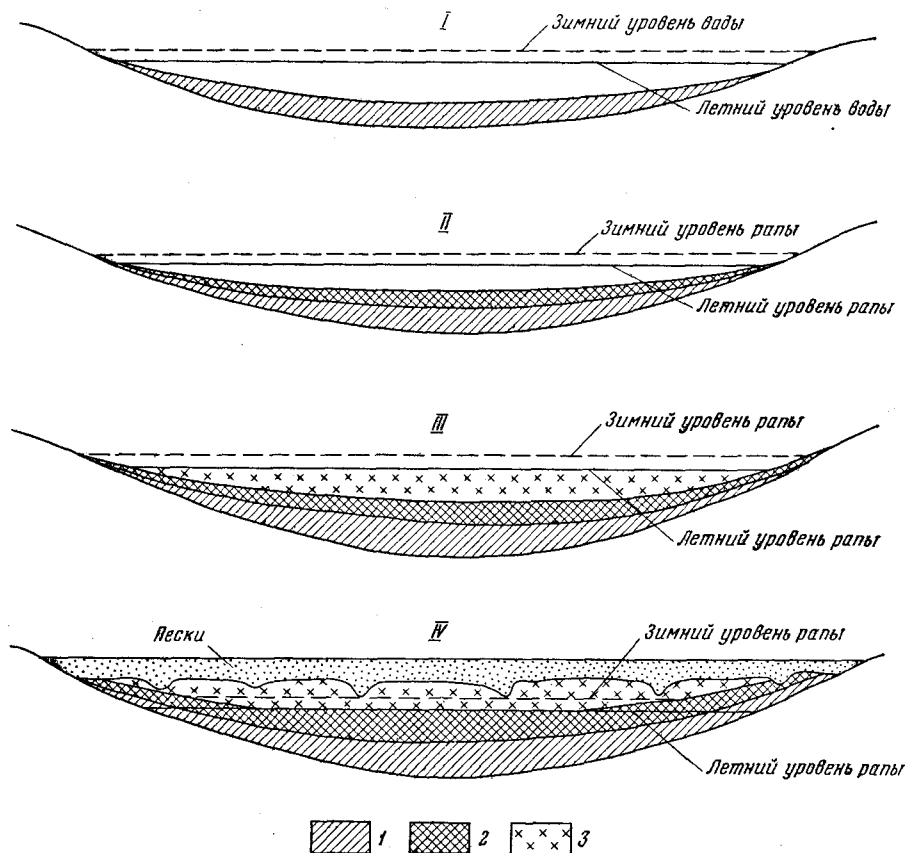 I
Зимний уровень воды
Летний уровень воды
II
Зимний уровень рапы
Летний уровень рапы
III
Зимний уровень рапы
Летний уровень рапы
Пески
IV
Зимний уровень рапы
Летний уровень рапы
1 2 3